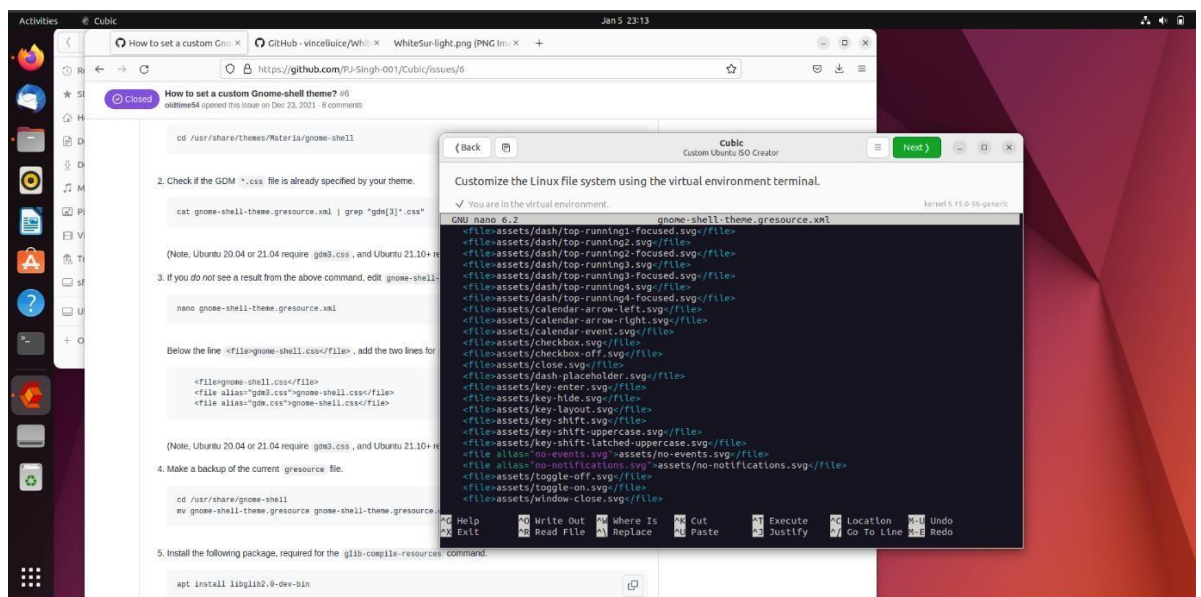 Activities
Cubic
Jan 5 23:13
How to set a custom Gno
GitHub - vinceliuice/Whit
WhiteSur-light.png (PNG Im
https://github.com/PJ-Singh-001/Cubic/issues/6
Closed
How to set a custom Gnome-shell theme? #6
oldtime54 opened this issue on Dec 23, 2021 · 6 comments
cd /usr/share/themes/Materia/gnome-shell
2. Check if the GDM *.css file is already specified by your theme.
cat gnome-shell-theme.gresource.xml | grep "gdm[3]*.css"
(Note, Ubuntu 20.04 or 21.04 require gdm3.css, and Ubuntu 21.10+ re
3. If you do not see a result from the above command, edit gnome-shell-
nano gnome-shell-theme.gresource.xml
Below the line <file>gnome-shell.css</file>, add the two lines for
<file>gnome-shell.css</file>
<file alias="gdm3.css">gnome-shell.css</file>
<file alias="gdm.css">gnome-shell.css</file>
(Note, Ubuntu 20.04 or 21.04 require gdm3.css, and Ubuntu 21.10+ re
4. Make a backup of the current gresource file.
cd /usr/share/gnome-shell
mv gnome-shell-theme.gresource gnome-shell-theme.gresource.
5. Install the following package, required for the glib-compile-resources command.
apt install libglib2.0-dev-bin
Back
Cubic
Custom Ubuntu ISO Creator
Next
Customize the Linux file system using the virtual environment terminal.
✓ You are in the virtual environment.
kernel 5.15.0-56-generic
GNU nano 6.2 gnome-shell-theme.gresource.xml
<file>assets/dash/top-running1-focused.svg</file>
<file>assets/dash/top-running2.svg</file>
<file>assets/dash/top-running2-focused.svg</file>
<file>assets/dash/top-running3.svg</file>
<file>assets/dash/top-running3-focused.svg</file>
<file>assets/dash/top-running4.svg</file>
<file>assets/dash/top-running4-focused.svg</file>
<file>assets/calendar-arrow-left.svg</file>
<file>assets/calendar-arrow-right.svg</file>
<file>assets/calendar-event.svg</file>
<file>assets/checkbox.svg</file>
<file>assets/checkbox-off.svg</file>
<file>assets/close.svg</file>
<file>assets/dash-placeholder.svg</file>
<file>assets/key-enter.svg</file>
<file>assets/key-hide.svg</file>
<file>assets/key-layout.svg</file>
<file>assets/key-shift.svg</file>
<file>assets/key-shift-uppercase.svg</file>
<file>assets/key-shift-latched-uppercase.svg</file>
<file alias="no-events.svg">assets/no-events.svg</file>
<file alias="no-notifications.svg">assets/no-notifications.svg</file>
<file>assets/toggle-off.svg</file>
<file>assets/toggle-on.svg</file>
<file>assets/window-close.svg</file>
^G Help ^O Write Out ^W Where Is ^K Cut ^T Execute ^C Location M-U Undo
^X Exit ^R Read File ^\ Replace ^U Paste ^J Justify ^/ Go To Line M-E Redo